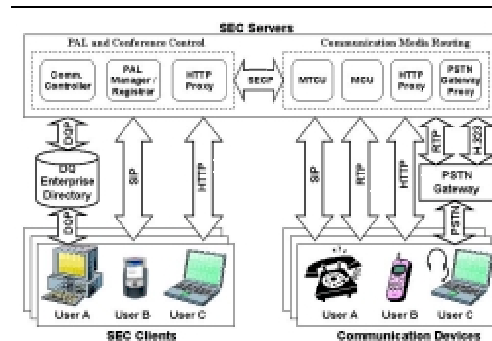 SEC Servers
PAL and Conference Control
Communication Media Routing
Comm. Controller
PAL Manager / Registrar
HTTP Proxy
SECP
MTCU
MCU
HTTP Proxy
PSTN Gateway Proxy
DQP
SIP
HTTP
SIP
RTP
HTTP
RTP
H.323
DQ Enterprise Directory
PSTN Gateway
DQP
PSTN
User A
User B
User C
User A
User B
User C
SEC Clients
Communication Devices